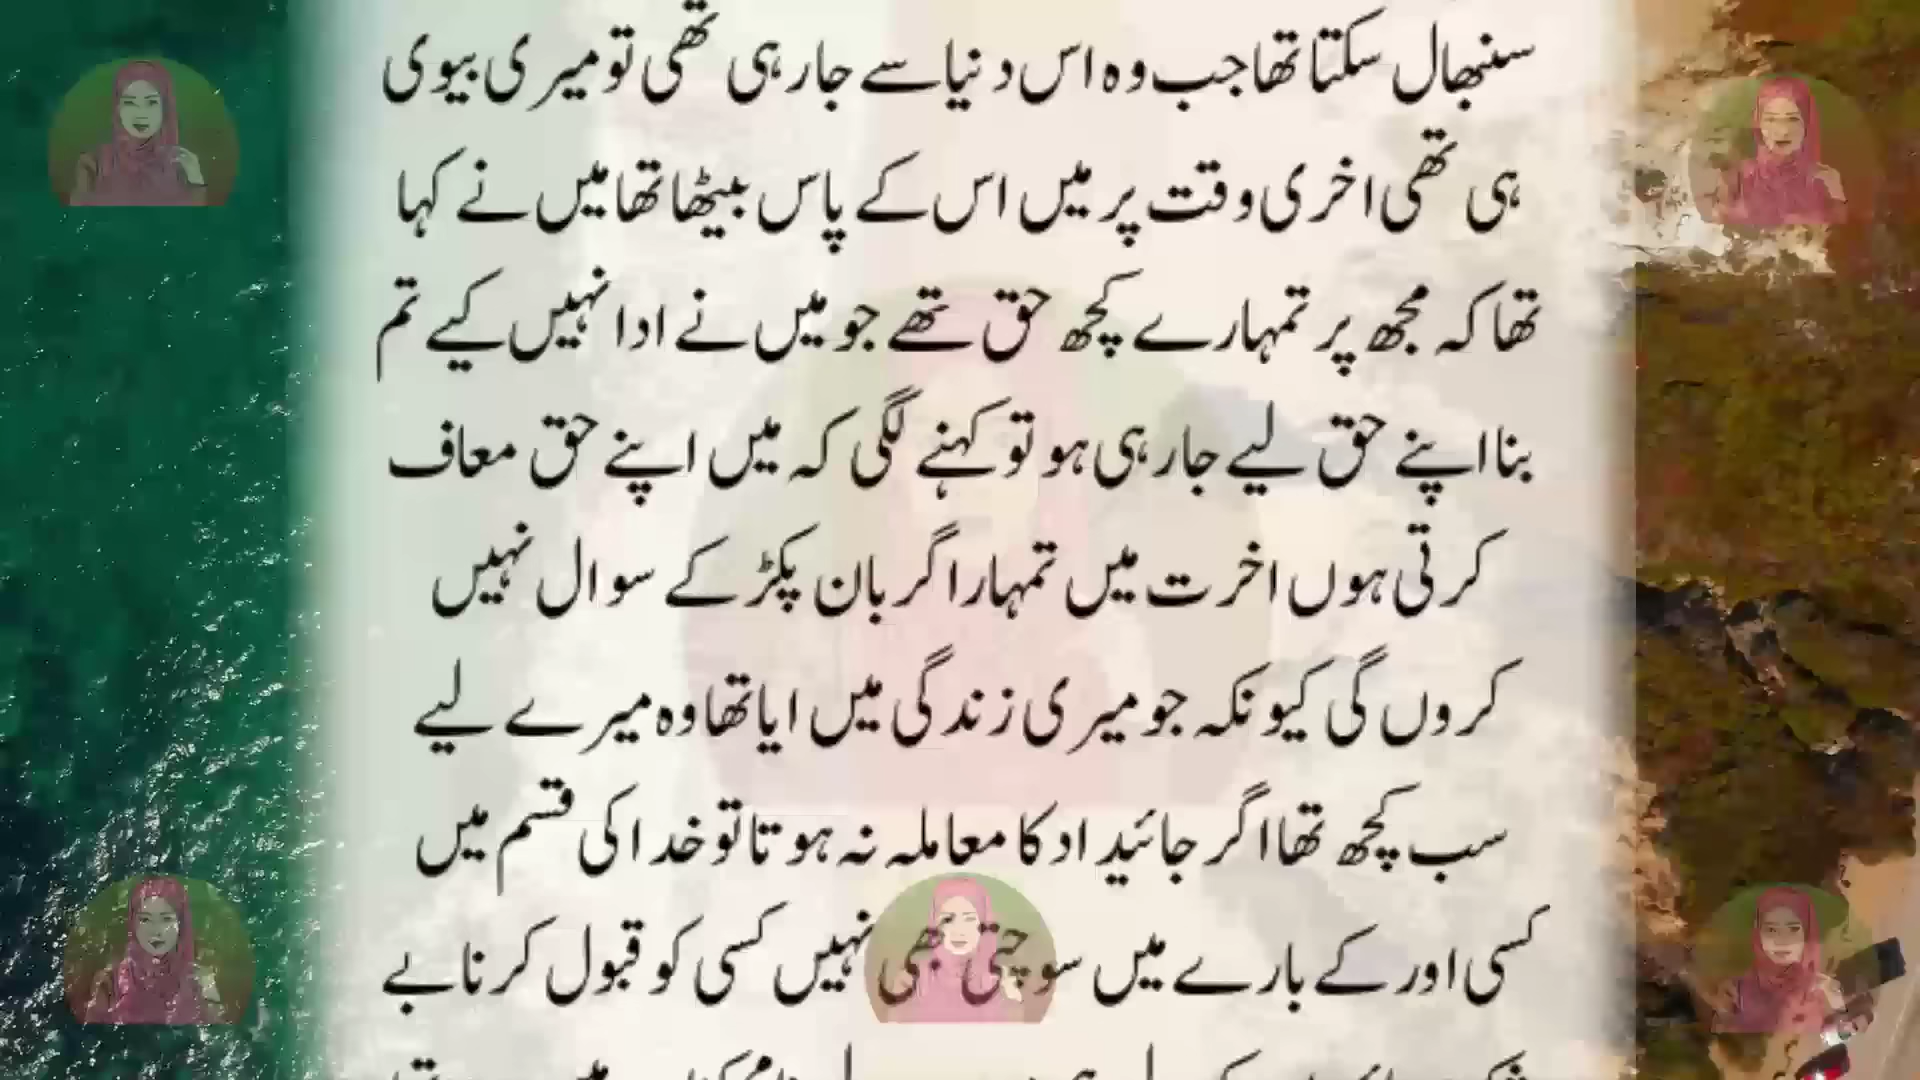 سنبھال سکتا تھا جب وہ اس دنیا سے جا رہی تھی تو میری بیوی
ہی تھی اخری وقت پر میں اس کے پاس بیٹھا تھا میں نے کہا
تھا کہ مجھ پر تمہارے کچھ حق تھے جو میں نے ادا نہیں کیے تم
بنا اپنے حق لیے جا رہی ہو تو کہنے لگی کہ میں اپنے حق معاف
کرتی ہوں اخرت میں تمہارا گربان پکڑ کے سوال نہیں
کروں گی کیونکہ جو میری زندگی میں ایا تھا وہ میرے لیے
سب کچھ تھا اگر جائیداد کا معاملہ نہ ہوتا تو خدا کی قسم میں
کسی اور کے بارے میں سوچتی بھی نہیں کسی کو قبول کرنا بے